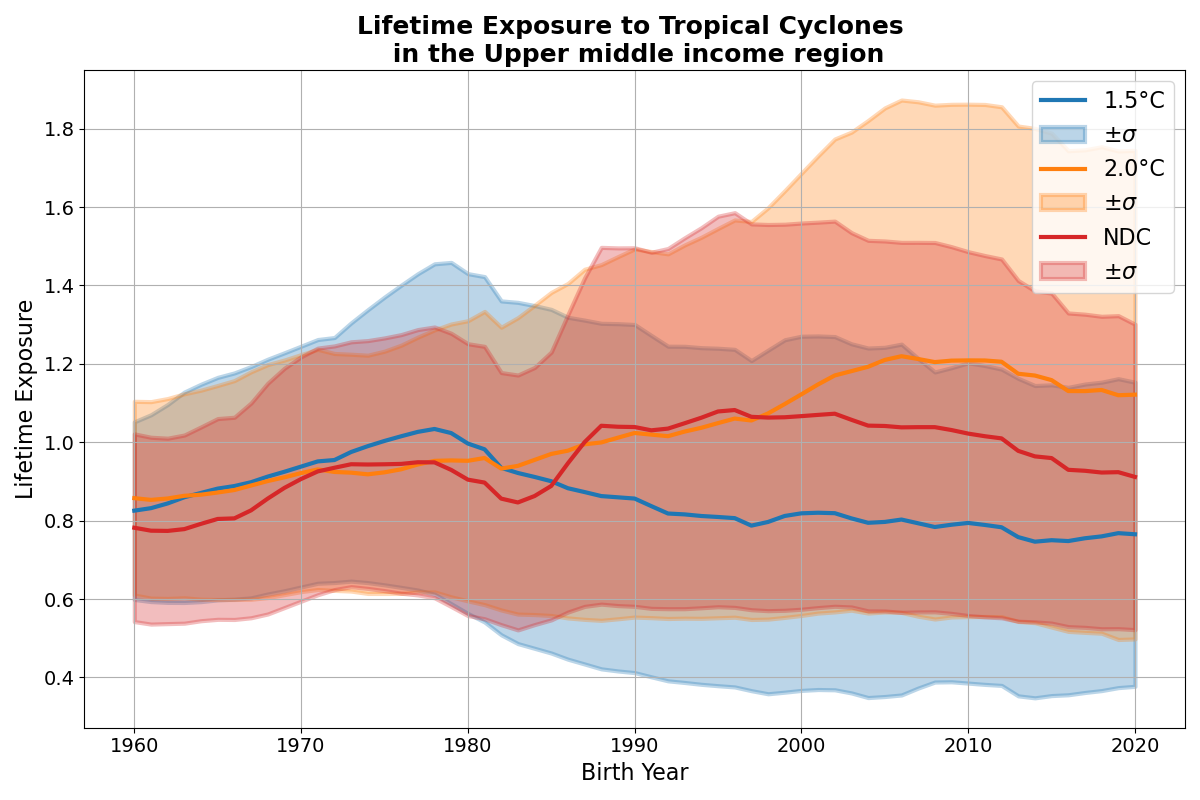 Lifetime Exposure to Tropical Cyclones
in the Upper middle income region
Lifetime Exposure
1.8
1.6
1.4
1.2
1.0
0.8
0.6
0.4
1.5°C
±σ
2.0°C
±σ
NDC
±σ
1960 1970 1980 1990 2000 2010 2020
Birth Year